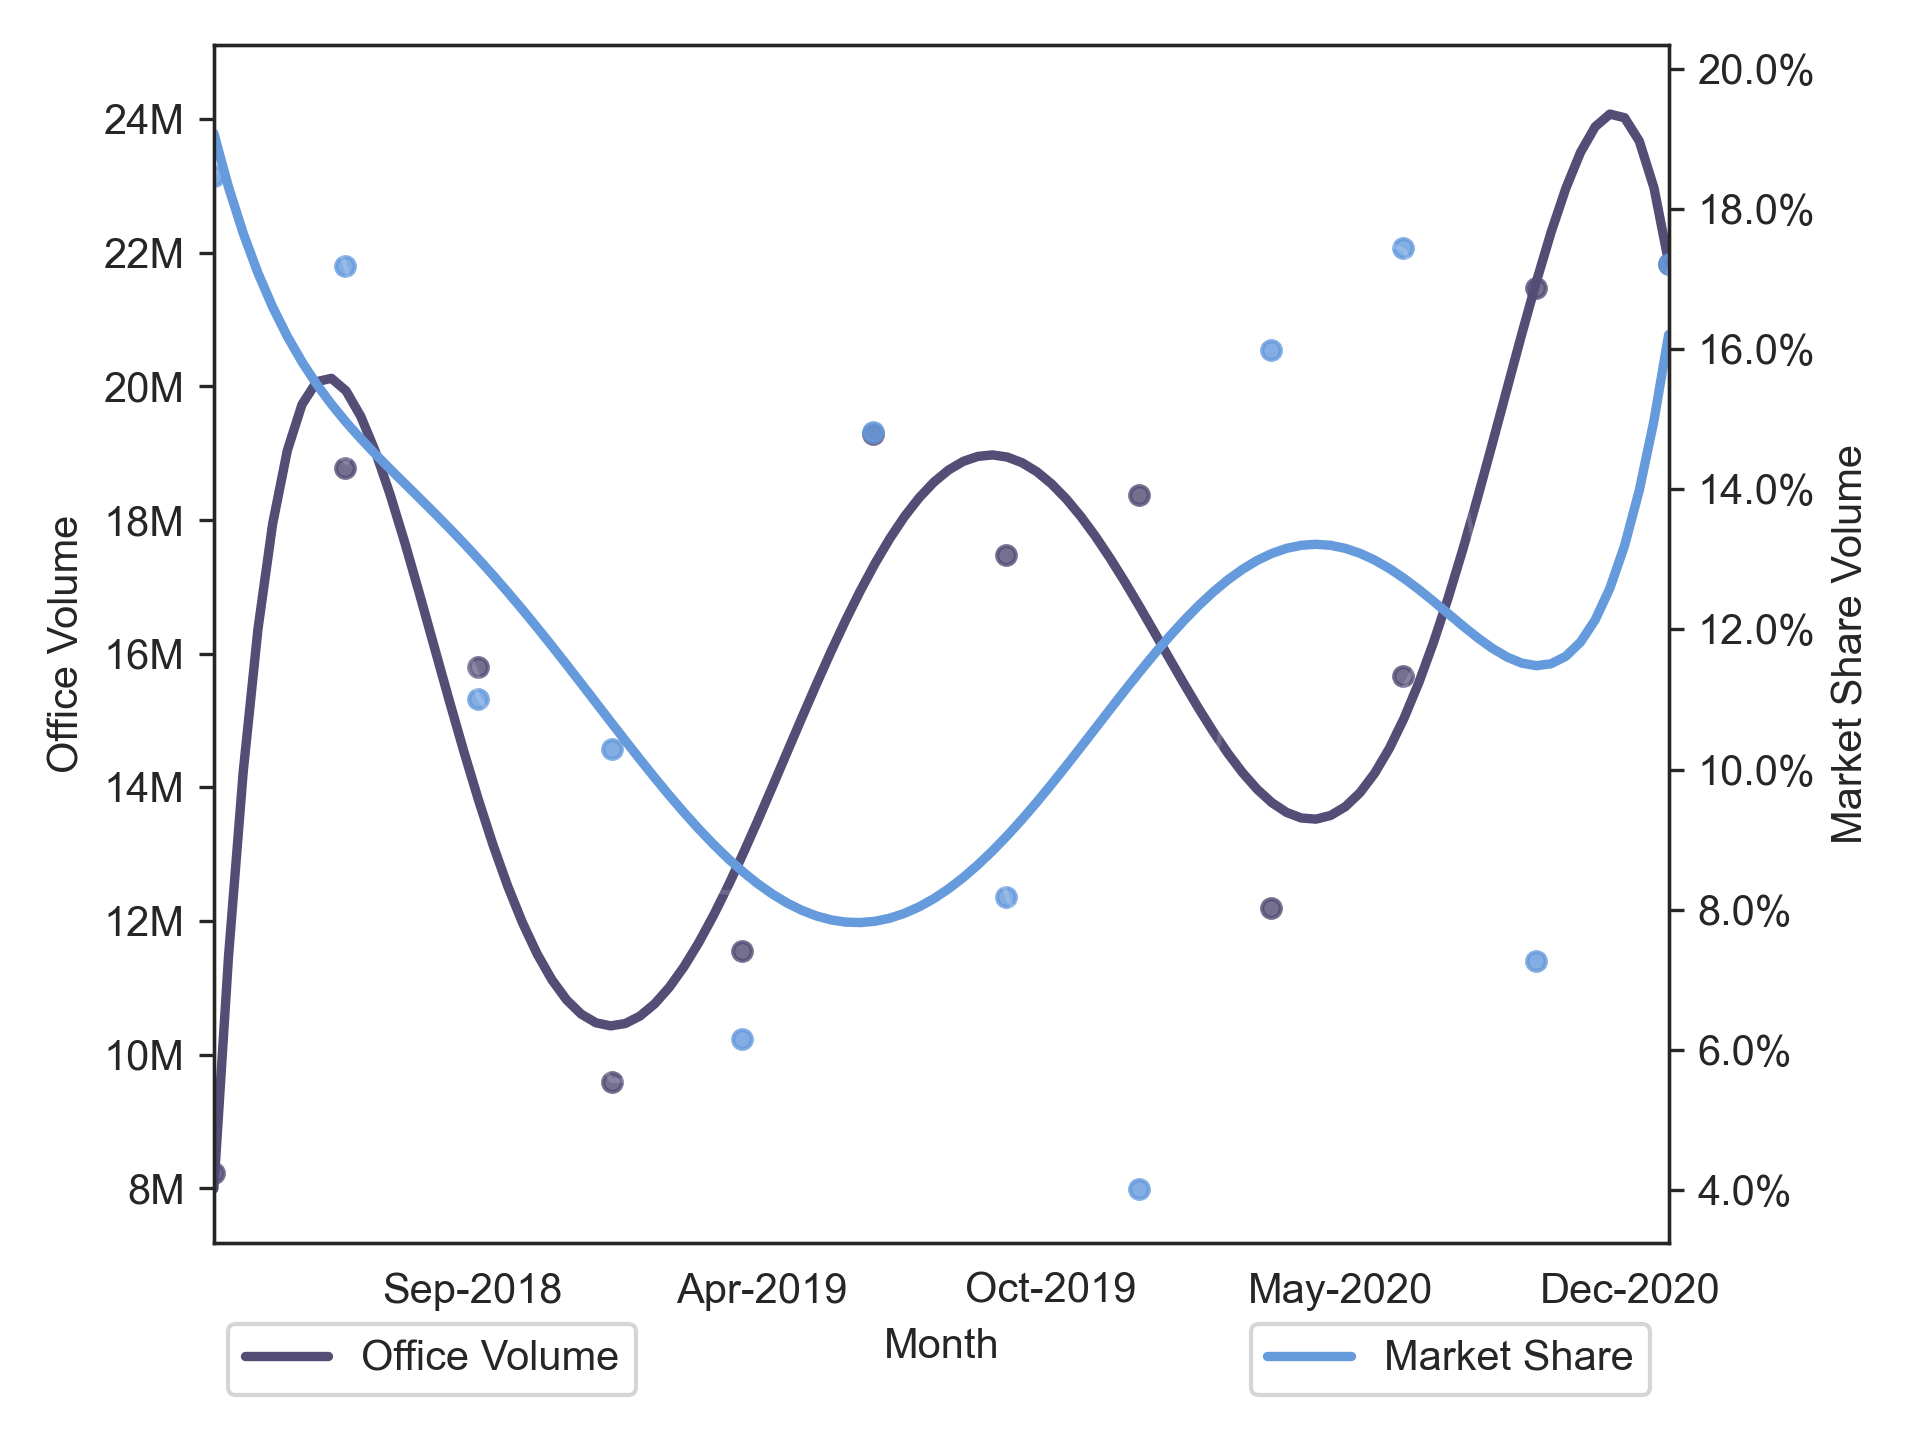 24M
22M
20M
18M
16M
14M
12M
10M
8M
Office Volume
20.0%
18.0%
16.0%
14.0%
12.0%
10.0%
8.0%
6.0%
4.0%
Market Share Volume
Sep-2018 Apr-2019 Oct-2019 May-2020 Dec-2020
Month
Office Volume
Market Share